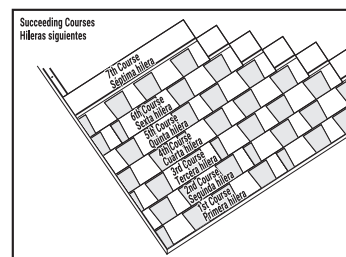 Succeeding Courses
Hileras siguientes
7th Course
Séptima hilera
6th Course
Sexta hilera
5th Course
Quinta hilera
4th Course
Cuarta hilera
3rd Course
Tercera hilera
2nd Course
Segunda hilera
1st Course
Primera hilera